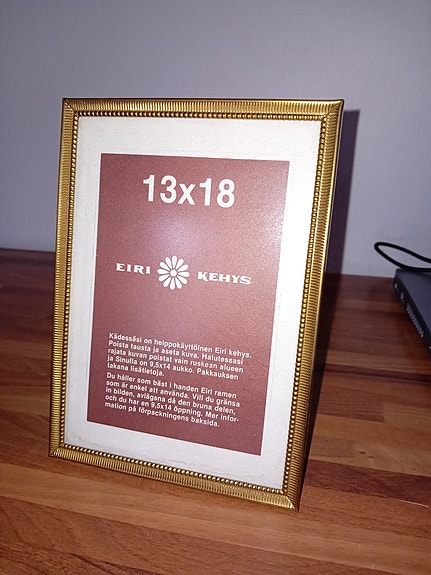 13x18
EIRI KEHYS
Kädessäsi on helppokäyttöinen Eiri kehys.
Poista tausta ja aseta kuva. Halutessasi
rajata kuvan poistat vain ruskean alueen
ja Sinulla on 9,5x14 aukko. Pakkauksen
takana lisätietoja.
Du håller som bäst i handen Eiri ramen
som är enkel att använda. Vill du gränsa
in bilden, avlägsna då den bruna delen,
och du har en 9,5x14 öppning. Mer infor-
mation på förpackningens baksida.